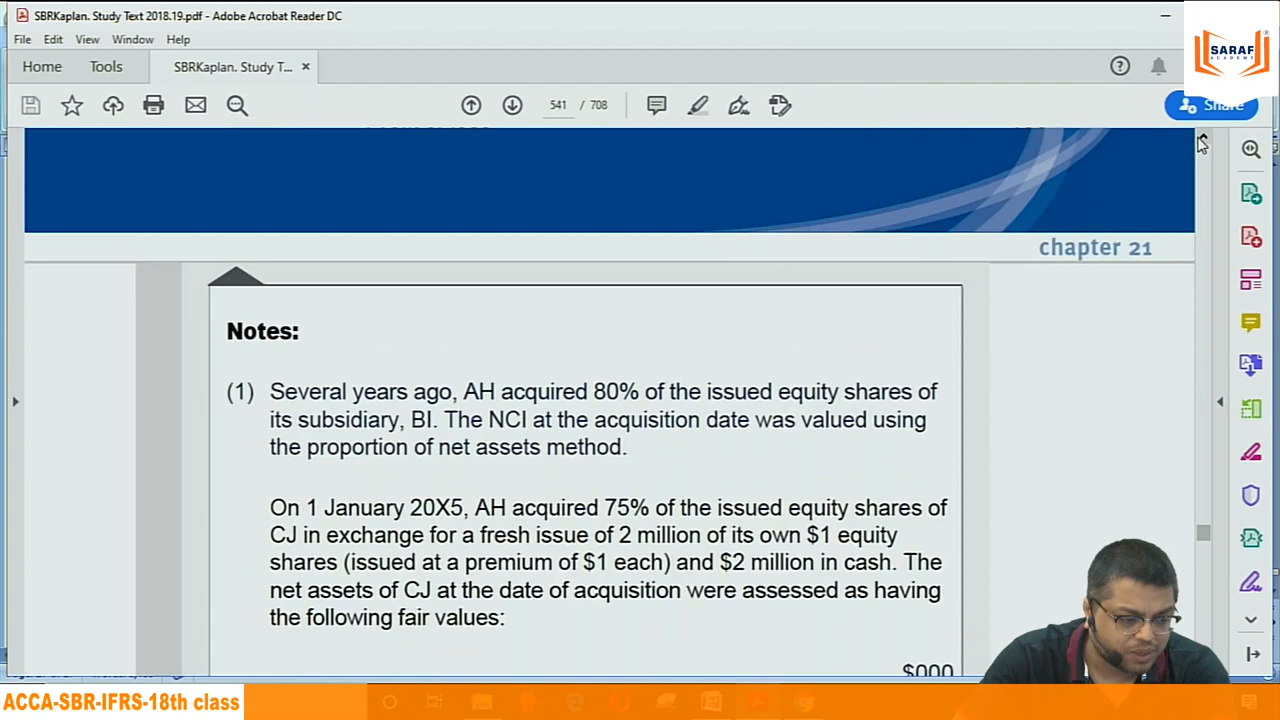 SBRKaplan. Study Text 2018.19.pdf - Adobe Acrobat Reader DC
SARAF
ACADEMY
File Edit View Window Help
Home Tools SBRKaplan. Study T... ×
541 / 708
Share
chapter 21
Notes:
(1) Several years ago, AH acquired 80% of the issued equity shares of
its subsidiary, BI. The NCI at the acquisition date was valued using
the proportion of net assets method.
On 1 January 20X5, AH acquired 75% of the issued equity shares of
CJ in exchange for a fresh issue of 2 million of its own $1 equity
shares (issued at a premium of $1 each) and $2 million in cash. The
net assets of CJ at the date of acquisition were assessed as having
the following fair values:
$000
ACCA-SBR-IFRS-18th class